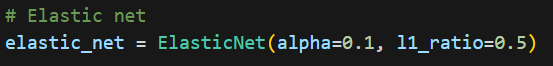 # Elastic net
elastic_net = ElasticNet(alpha=0.1, l1_ratio=0.5)